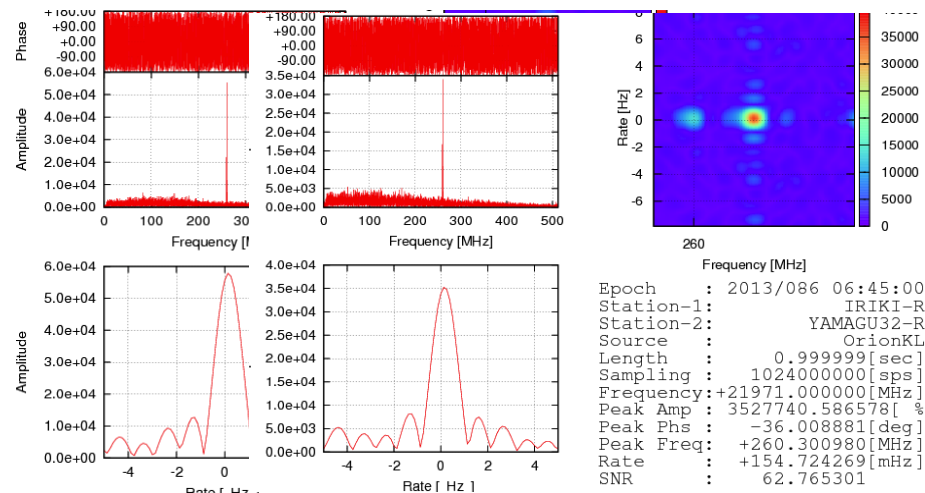 +180.00
+0.00
-90.00
+180.00
+90.00
+0.00
-90.00
Phase
6.0e+04
5.0e+04
4.0e+04
3.0e+04
2.0e+04
1.0e+04
0.0e+00
Amplitude
0 100 200 300
3.5e+04
3.0e+04
2.5e+04
2.0e+04
1.5e+04
1.0e+04
5.0e+03
0.0e+00
0 100 200 300 400 500
Frequency [MHz]
6
2
0
-2
-4
-6
Rate [Hz]
260
Frequency [MHz]
35000
30000
25000
20000
15000
10000
5000
0
6.0e+04
5.0e+04
4.0e+04
3.0e+04
2.0e+04
1.0e+04
0.0e+00
Amplitude
-4 -2 0
4.0e+04
3.5e+04
3.0e+04
2.5e+04
2.0e+04
1.5e+04
1.0e+04
5.0e+03
0.0e+00
-4 -2 0 2 4
Rate [ Hz ]
Epoch : 2013/086 06:45:00
Station-1: IRIKI-R
Station-2: YAMAGU32-R
Source : OrionKL
Length : 0.999999[sec]
Sampling : 1024000000[sps]
Frequency:+21971.000000[MHz]
Peak Amp : 3527740.586578[ %
Peak Phs : -36.008881[deg]
Peak Freq: +260.300980[MHz]
Rate : +154.724269[mHz]
SNR : 62.765301